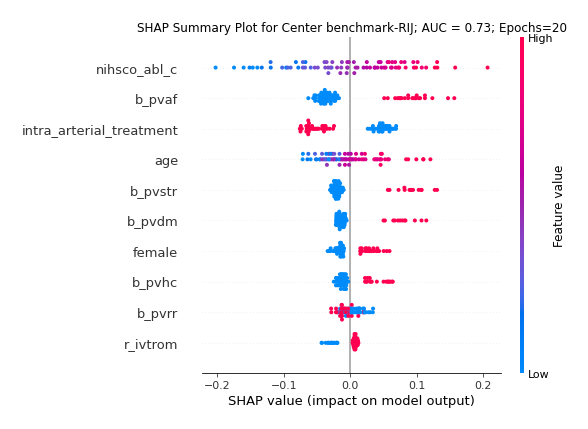 SHAP Summary Plot for Center benchmark-RIJ; AUC = 0.73; Epochs=20
High
nihsco_abl_c
b_pvaf
intra_arterial_treatment
age
b_pvstr
b_pvdm
female
b_pvhc
b_pvrr
r_ivtrom
Feature value
Low
−0.2 −0.1 0.0 0.1 0.2
SHAP value (impact on model output)